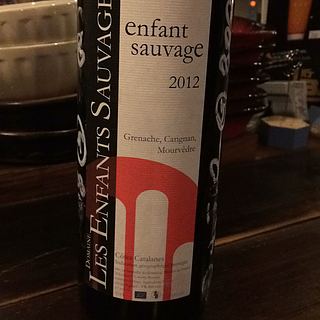 DOMAINE
LES ENFANTS SAUVAGES
enfant
sauvage
2012
Grenache, Carignan,
Mourvèdre
Côtes Catalanes